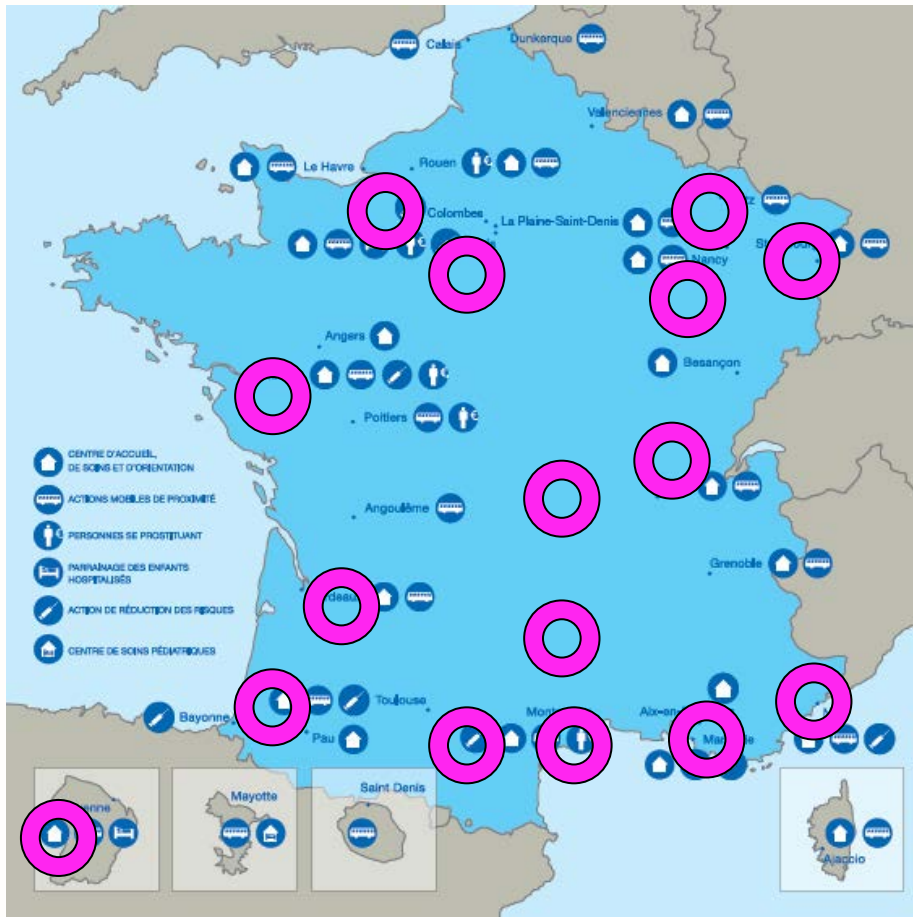 Calais
Dunkerque
Valenciennes
Le Havre
Rouen
Colombes
La Plaine-Saint-Denis
Nancy
Angers
Besançon
Poitiers
CENTRE D'ACCUEIL,
DE SOINS ET D'ORIENTATION
ACTIONS MOBILES DE PROXIMITÉ
Angoulême
PERSONNES SE PROSTITUANT
PARRAINAGE DES ENFANTS
HOSPITALISÉS
Grenoble
ACTION DE RÉDUCTION DES RISQUES
CENTRE DE SOINS PÉDIATRIQUES
Toulouse
Bayonne
Pau
Mayotte
Saint Denis
Ajaccio